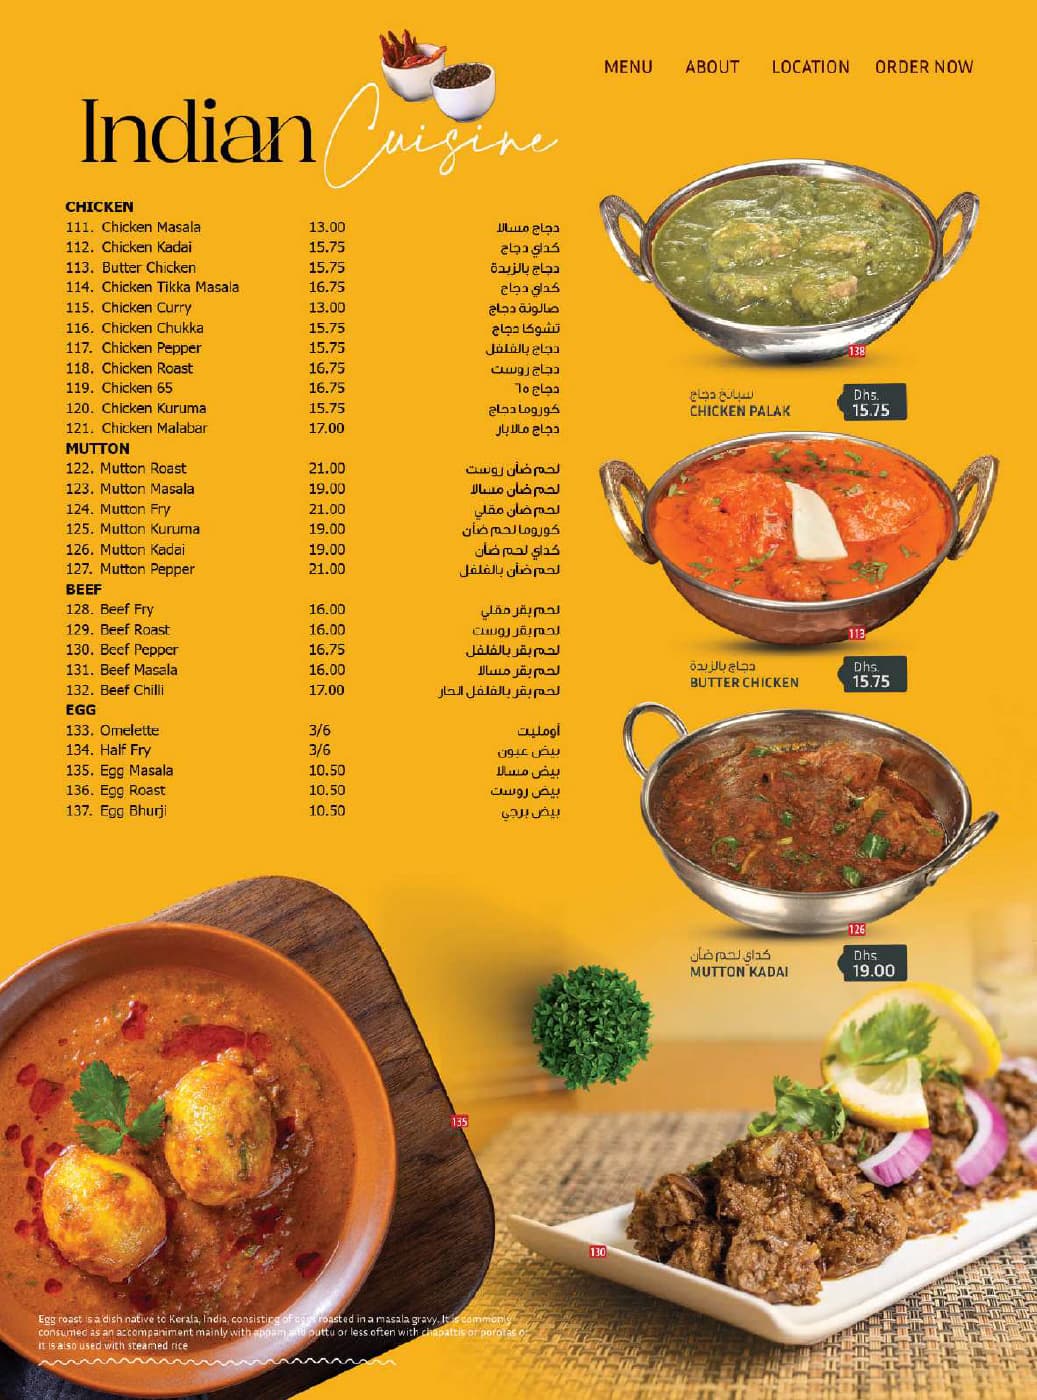 MENU ABOUT LOCATION ORDER NOW
Indian Cuisine
CHICKEN
111. Chicken Masala 13.00 دجاج مسالا
112. Chicken Kadai 15.75 كداي دجاج
113. Butter Chicken 15.75 دجاج بالزبدة
114. Chicken Tikka Masala 16.75 كداي دجاج
115. Chicken Curry 13.00 صالونة دجاج
116. Chicken Chukka 15.75 تشوكا دجاج
117. Chicken Pepper 15.75 دجاج بالفلفل
118. Chicken Roast 16.75 دجاج روست
119. Chicken 65 16.75 دجاج ٦٥
120. Chicken Kuruma 15.75 كوروما دجاج
121. Chicken Malabar 17.00 دجاج مالابار
MUTTON
122. Mutton Roast 21.00 لحم ضأن روست
123. Mutton Masala 19.00 لحم ضأن مسالا
124. Mutton Fry 21.00 لحم ضأن مقلي
125. Mutton Kuruma 19.00 كوروما لحم ضأن
126. Mutton Kadai 19.00 كداي لحم ضأن
127. Mutton Pepper 21.00 لحم ضأن بالفلفل
BEEF
128. Beef Fry 16.00 لحم بقر مقلي
129. Beef Roast 16.00 لحم بقر روست
130. Beef Pepper 16.75 لحم بقر بالفلفل
131. Beef Masala 16.00 لحم بقر مسالا
132. Beef Chilli 17.00 لحم بقر بالفلفل الحار
EGG
133. Omelette 3/6 أومليت
134. Half Fry 3/6 بيض عيون
135. Egg Masala 10.50 بيض مسالا
136. Egg Roast 10.50 بيض روست
137. Egg Bhurji 10.50 بيض برجي
138
سبانخ دجاج
CHICKEN PALAK
Dhs.
15.75
113
دجاج بالزبدة
BUTTER CHICKEN
Dhs.
15.75
126
كداي لحم ضأن
MUTTON KADAI
Dhs.
19.00
135
130
Egg roast is a dish native to Kerala, India, consisting of eggs roasted in a masala gravy. It is commonly
consumed as an accompaniment mainly with appam and puttu or less often with chapattis or porotas or
it is also used with steamed rice